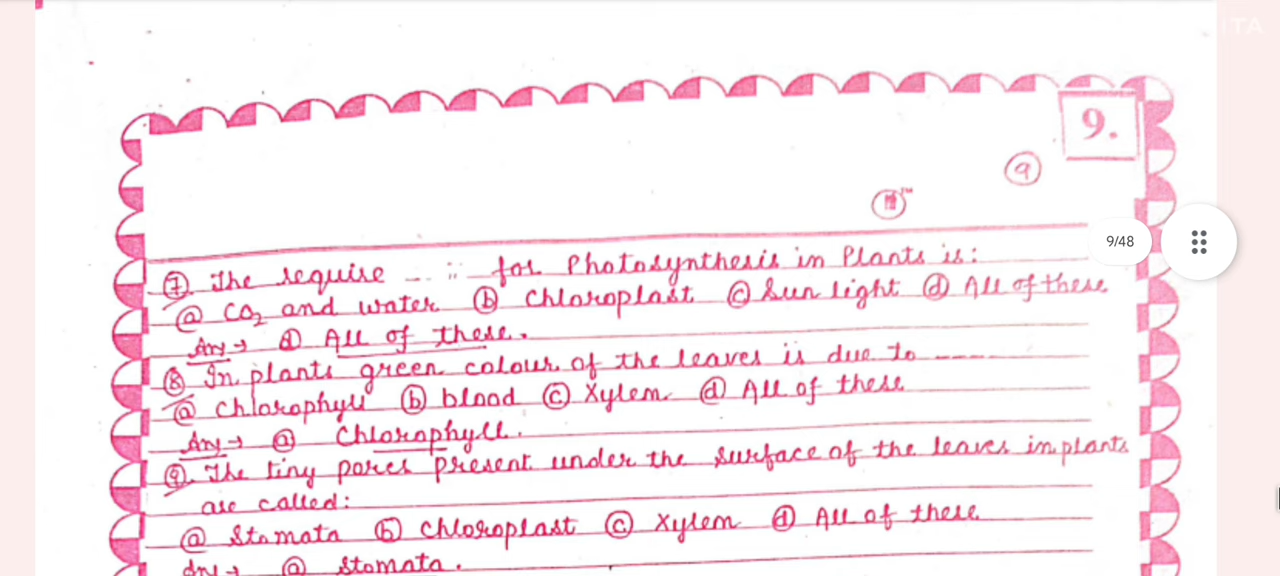 ITA
9.
9
9/48
⑦ The require ---- for Photosynthesis in Plants is:
ⓐ CO₂ and water ⓑ Chloroplast ⓒ Sun light ⓓ All of these
Ans→ ⓓ All of these.
⑧ In plants green colour of the leaves is due to -----
ⓐ Chlorophyll ⓑ blood ⓒ Xylem ⓓ All of these
Ans→ ⓐ Chlorophyll.
⑨ The tiny pores present under the surface of the leaves in plants
are called:
ⓐ Stomata ⓑ Chloroplast ⓒ Xylem ⓓ All of these
Ans→ ⓐ Stomata.